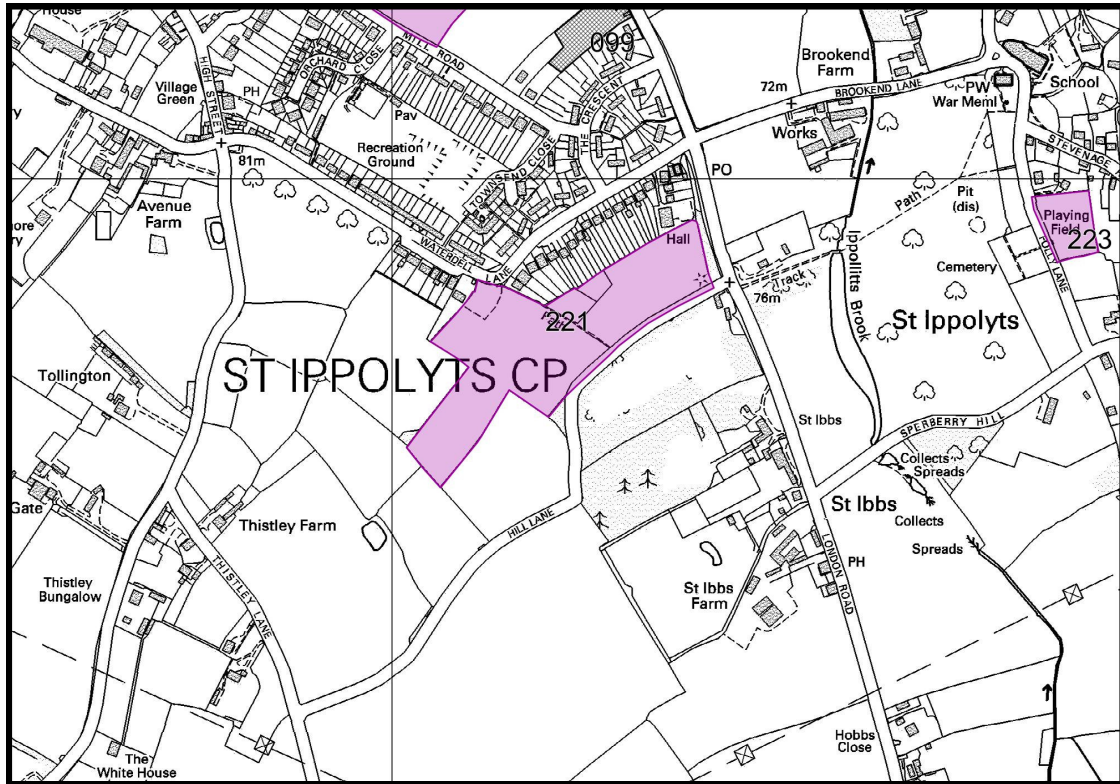 House
099
MILL ROAD
ORCHARD CLOSE
HIGH STREET
Village
Green
PH
Pav
Recreation
Ground
THE CRESCENT
TOWNSEND CLOSE
Brookend
Farm
72m
BROOKEND LANE
PW
War Meml
School
Works
STEVENAGE
81m
PO
Avenue
Farm
WATERDELL LANE
Hall
Path
Pit
(dis)
Playing
Field
223
Track
76m
Ippollitts Brook
Cemetery
221
St Ippolyts
ST IPPOLYTS CP
Tollington
St Ibbs
SPERBERRY HILL
Collects
Spreads
Gate
Thistley Farm
HILL LANE
St Ibbs
Collects
Spreads
Thistley
Bungalow
THISTLEY LANE
St Ibbs
Farm
PH
LONDON ROAD
The
White House
Hobbs
Close